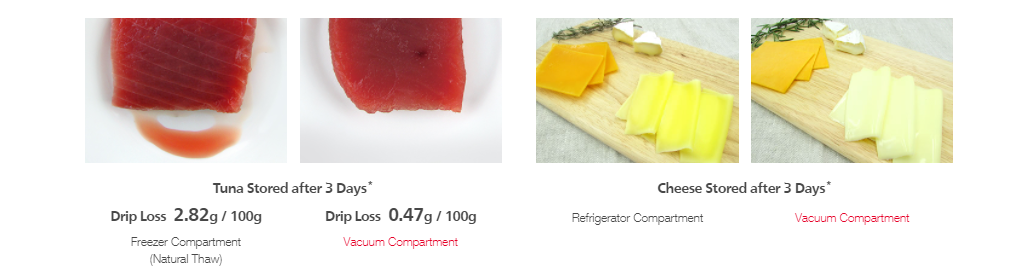 Tuna Stored after 3 Days*
Drip Loss 2.82g / 100g
Freezer Compartment
(Natural Thaw)
Drip Loss 0.47g / 100g
Vacuum Compartment
Cheese Stored after 3 Days*
Refrigerator Compartment
Vacuum Compartment